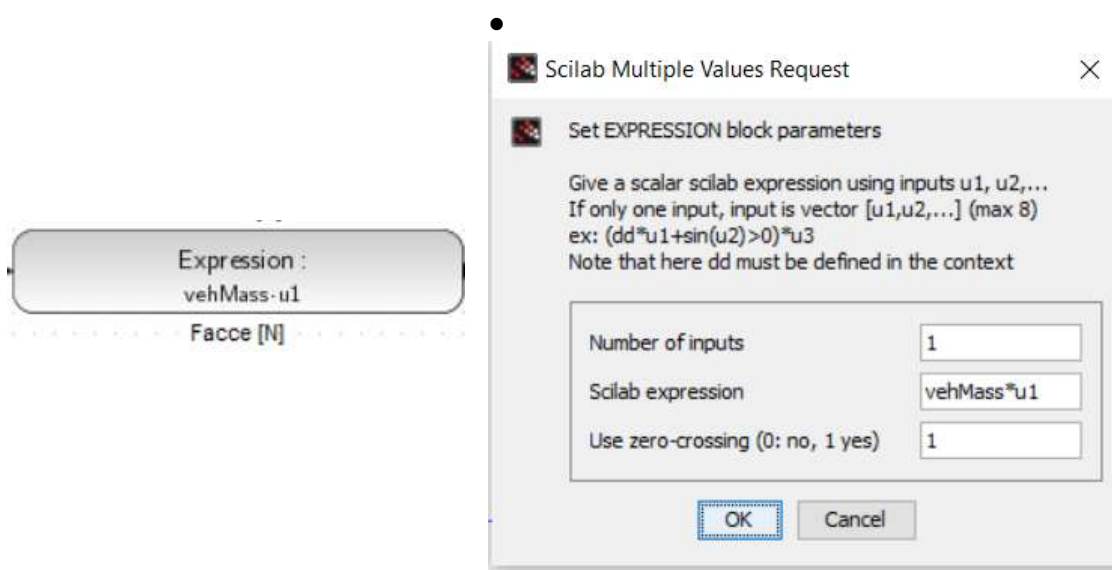 Expression :
vehMass·u1
Facce [N]
Scilab Multiple Values Request
Set EXPRESSION block parameters
Give a scalar scilab expression using inputs u1, u2,...
If only one input, input is vector [u1,u2,...] (max 8)
ex: (dd*u1+sin(u2)>0)*u3
Note that here dd must be defined in the context
Number of inputs 1
Scilab expression vehMass*u1
Use zero-crossing (0: no, 1 yes) 1
OK Cancel